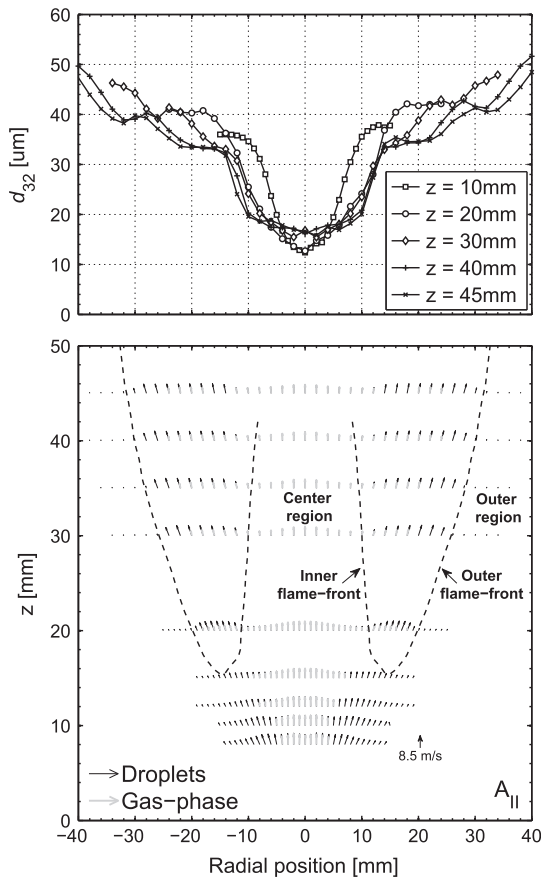 60
50
40
30
20
10
0
d32 [um]
z = 10mm
z = 20mm
z = 30mm
z = 40mm
z = 45mm
50
40
30
20
10
0
z [mm]
Center
region
Outer
region
Inner
flame-front
Outer
flame-front
8.5 m/s
Droplets
Gas-phase
AII
−40 −30 −20 −10 0 10 20 30 40
Radial position [mm]